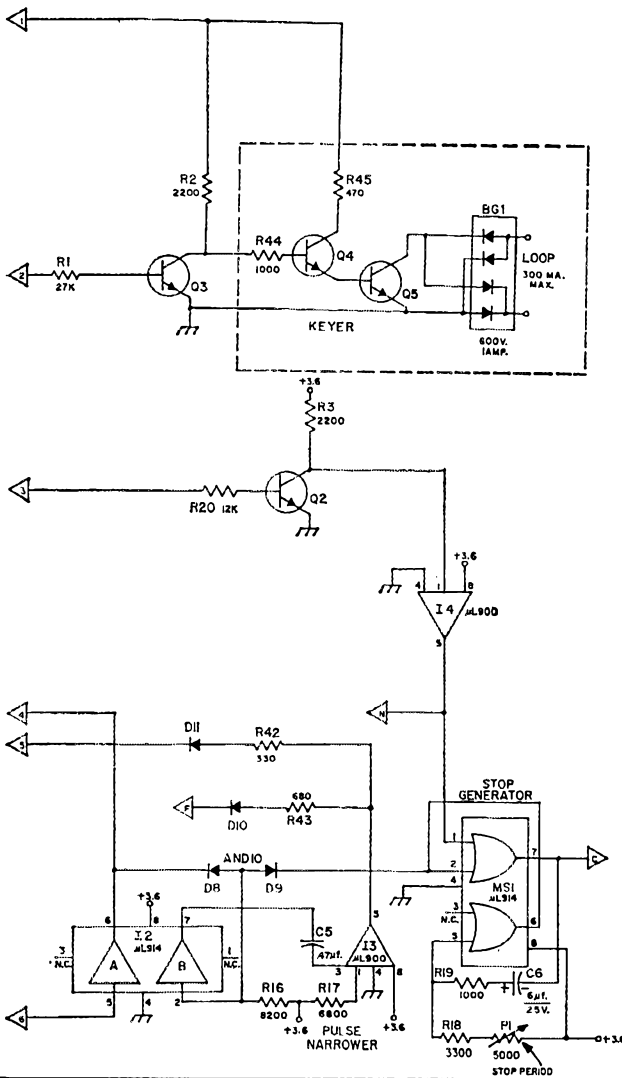 1
R2
2200
R45
470
BG1
R44
1000
Q4
Q5
LOOP
300 MA.
MAX.
2
R1
27K
Q3
KEYER
600V.
1AMP.
+3.6
R3
2200
3
R20 12K
Q2
+3.6
4 1 8
I4
μL900
5
4
N
5
D11
R42
330
STOP
GENERATOR
680
F
D10
R43
1
7
C
2
AND10
D8
D9
4
MS1
μL914
6
+3.6
8
7
5
3
N.C.
6
I2
μL914
C5
.47μf.
I3
μL900
5
8
3
N.C.
A
B
1
N.C.
3 1 4 8
R19
1000
C6
+ -
6μf.
25V.
5
4
2
R16
8200
R17
6800
+3.6
+3.6
6
PULSE
NARROWER
R18
3300
P1
5000
+3.6
STOP PERIOD